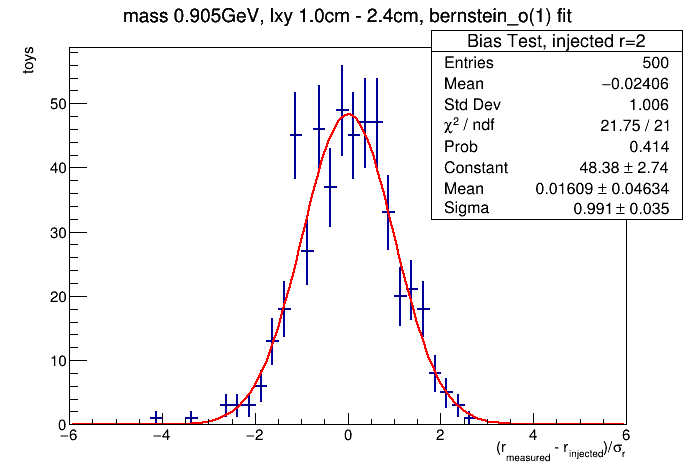 mass 0.905GeV, lxy 1.0cm - 2.4cm, bernstein_o(1) fit
Bias Test, injected r=2
Entries 500
Mean −0.02406
Std Dev 1.006
χ² / ndf 21.75 / 21
Prob 0.414
Constant 48.38 ± 2.74
Mean 0.01609 ± 0.04634
Sigma 0.991 ± 0.035
toys
50
40
30
20
10
0
−6 −4 −2 0 2 4 6
(r_measured - r_injected)/σ_r